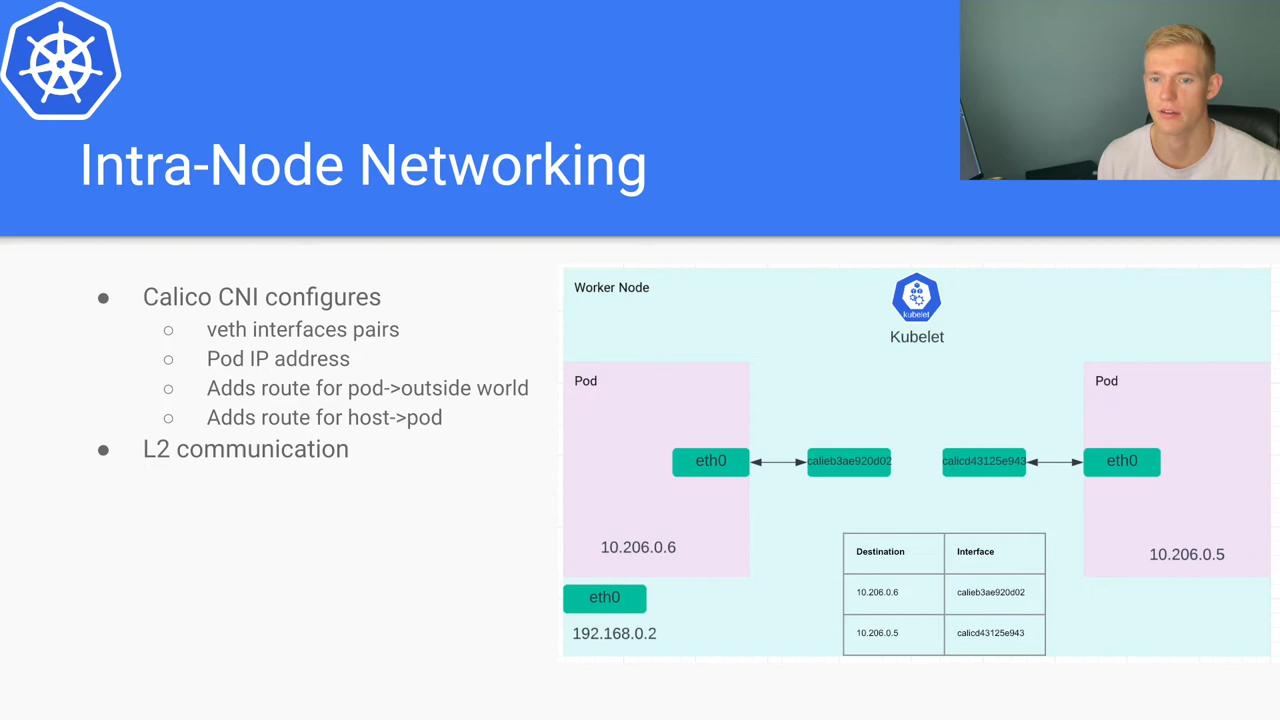 Intra-Node Networking
● Calico CNI configures
○ veth interfaces pairs
○ Pod IP address
○ Adds route for pod->outside world
○ Adds route for host->pod
● L2 communication
Worker Node
kubelet
Kubelet
Pod
Pod
eth0
calieb3ae920d02
calicd43125e943
eth0
10.206.0.6
10.206.0.5
eth0
192.168.0.2
Destination Interface
10.206.0.6 calieb3ae920d02
10.206.0.5 calicd43125e943